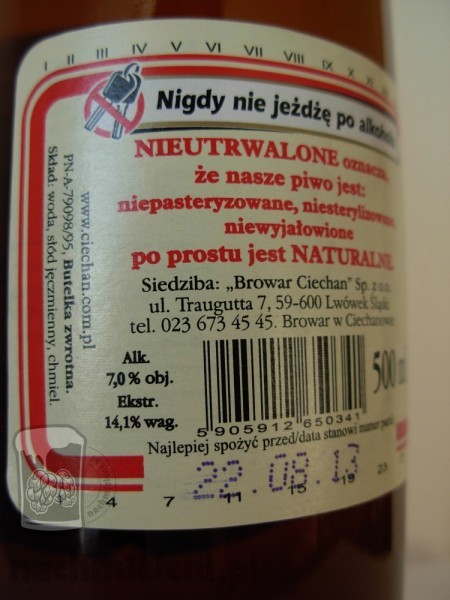 I II III IV V VI VII VIII IX X XI
Nigdy nie jeżdżę po alkoholu
NIEUTRWALONE oznacza,
że nasze piwo jest:
niepasteryzowane, niesterylizowane,
niewyjałowione
po prostu jest NATURALNE
Siedziba: „Browar Ciechan" Sp. z o.o.
ul. Traugutta 7, 59-600 Lwówek Śląski
tel. 023 673 45 45. Browar w Ciechanowie
www.ciechan.com.pl
PN-A-79098/95, Butelka zwrotna.
Skład: woda, słód jęczmienny, chmiel.
Alk.
7,0% obj.
Ekstr.
14,1% wag.
500 ml
5 905912 650341
Najlepiej spożyć przed/data stanowi numer partii
22.08.13
4 7 11 15 19 23